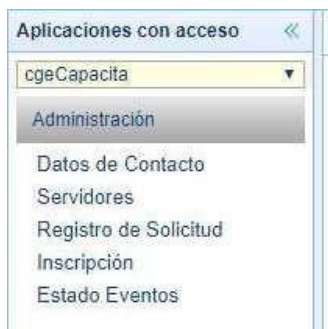 Aplicaciones con acceso
cgeCapacita
Administración
Datos de Contacto
Servidores
Registro de Solicitud
Inscripción
Estado Eventos